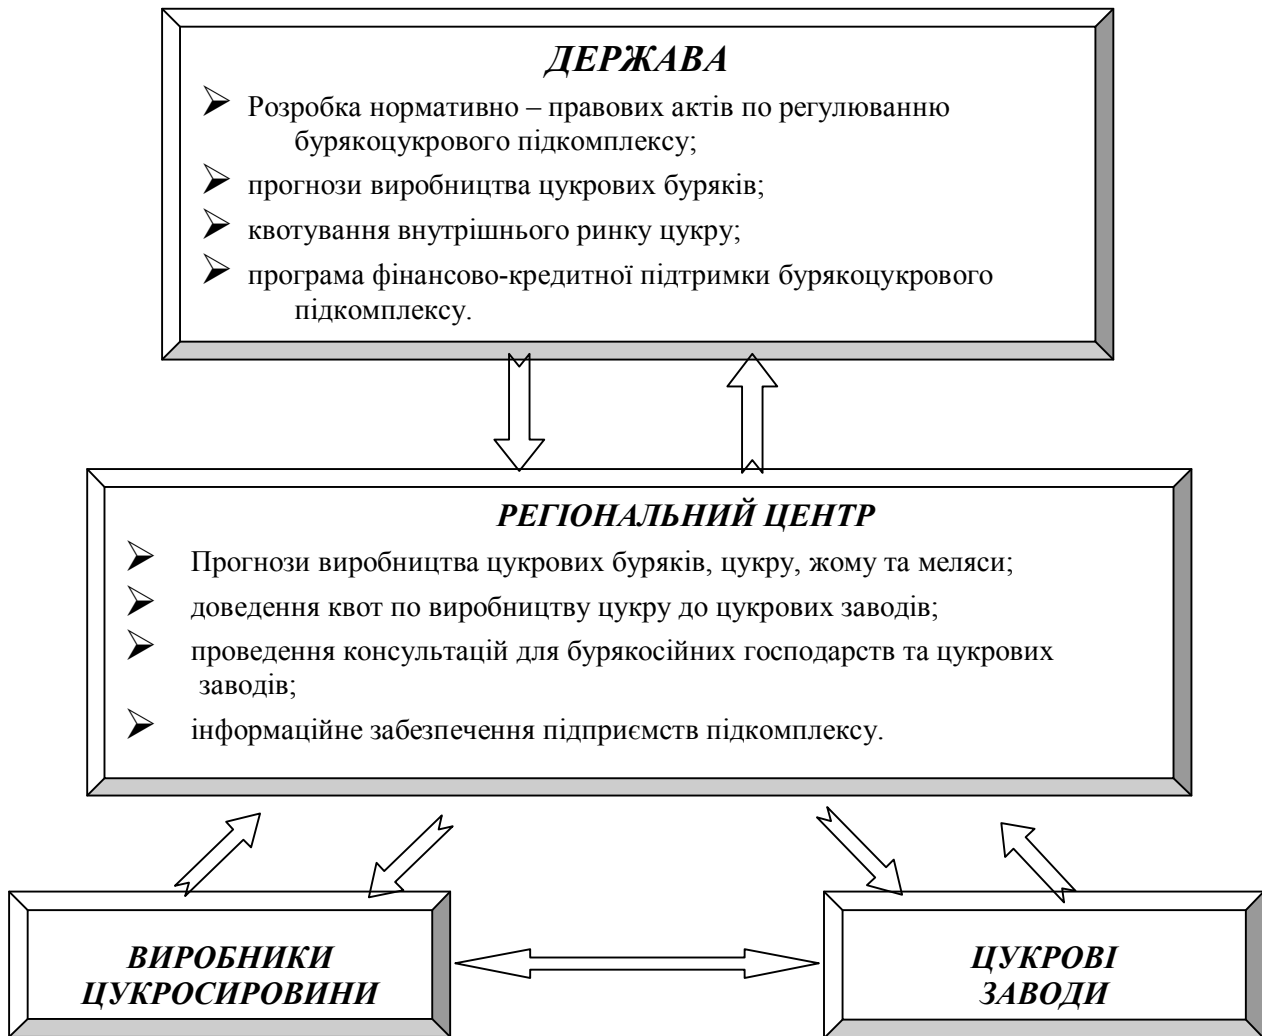 ДЕРЖАВА
Розробка нормативно – правових актів по регулюванню
бурякоцукрового підкомплексу;
прогнози виробництва цукрових буряків;
квотування внутрішнього ринку цукру;
програма фінансово-кредитної підтримки бурякоцукрового
підкомплексу.
РЕГІОНАЛЬНИЙ ЦЕНТР
Прогнози виробництва цукрових буряків, цукру, жому та меляси;
доведення квот по виробництву цукру до цукрових заводів;
проведення консультацій для бурякосійних господарств та цукрових
заводів;
інформаційне забезпечення підприємств підкомплексу.
ВИРОБНИКИ
ЦУКРОСИРОВИНИ
ЦУКРОВІ
ЗАВОДИ